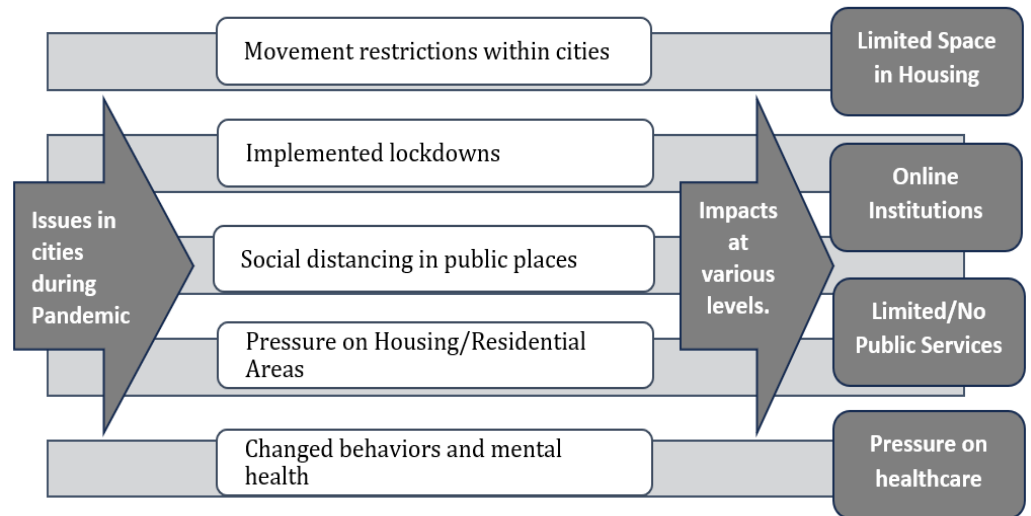 Issues in
cities
during
Pandemic
Movement restrictions within cities
Implemented lockdowns
Social distancing in public places
Pressure on Housing/Residential
Areas
Changed behaviors and mental
health
Impacts
at
various
levels.
Limited Space
in Housing
Online
Institutions
Limited/No
Public Services
Pressure on
healthcare